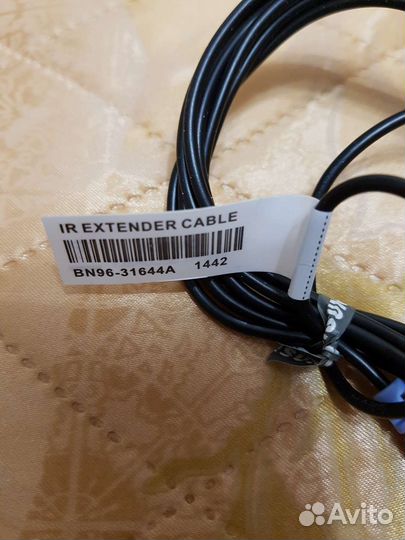 IR EXTENDER CABLE
BN96-31644A 1442
Avito